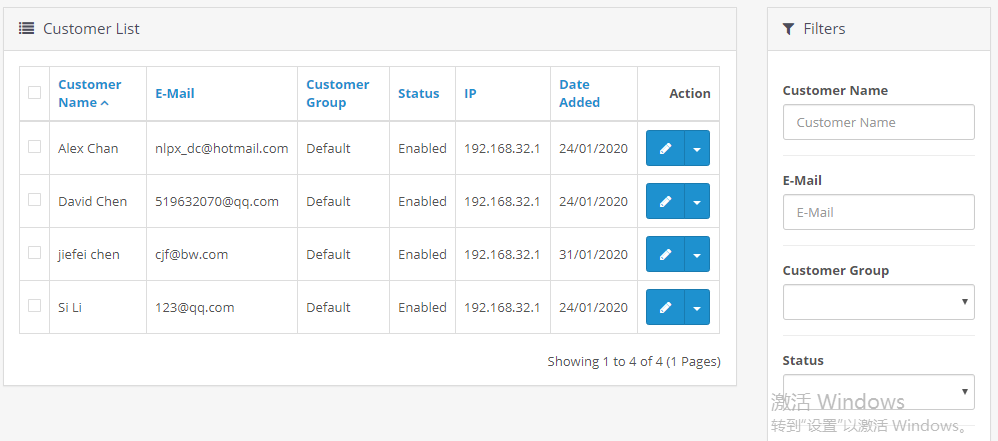 Customer List
Customer Name E-Mail Customer Group Status IP Date Added Action
Alex Chan nlpx_dc@hotmail.com Default Enabled 192.168.32.1 24/01/2020
David Chen 519632070@qq.com Default Enabled 192.168.32.1 24/01/2020
jiefei chen cjf@bw.com Default Enabled 192.168.32.1 31/01/2020
Si Li 123@qq.com Default Enabled 192.168.32.1 24/01/2020
Showing 1 to 4 of 4 (1 Pages)
Filters
Customer Name
Customer Name
E-Mail
E-Mail
Customer Group
Status
激活 Windows
转到"设置"以激活 Windows。